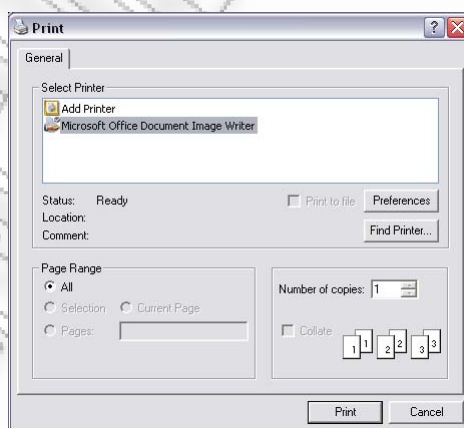 Print
General
Select Printer
Add Printer
Microsoft Office Document Image Writer
Status: Ready
Print to file
Preferences
Location:
Comment:
Find Printer...
Page Range
All
Number of copies: 1
Selection
Current Page
Pages:
Collate
1 1 2 2 3 3
Print
Cancel